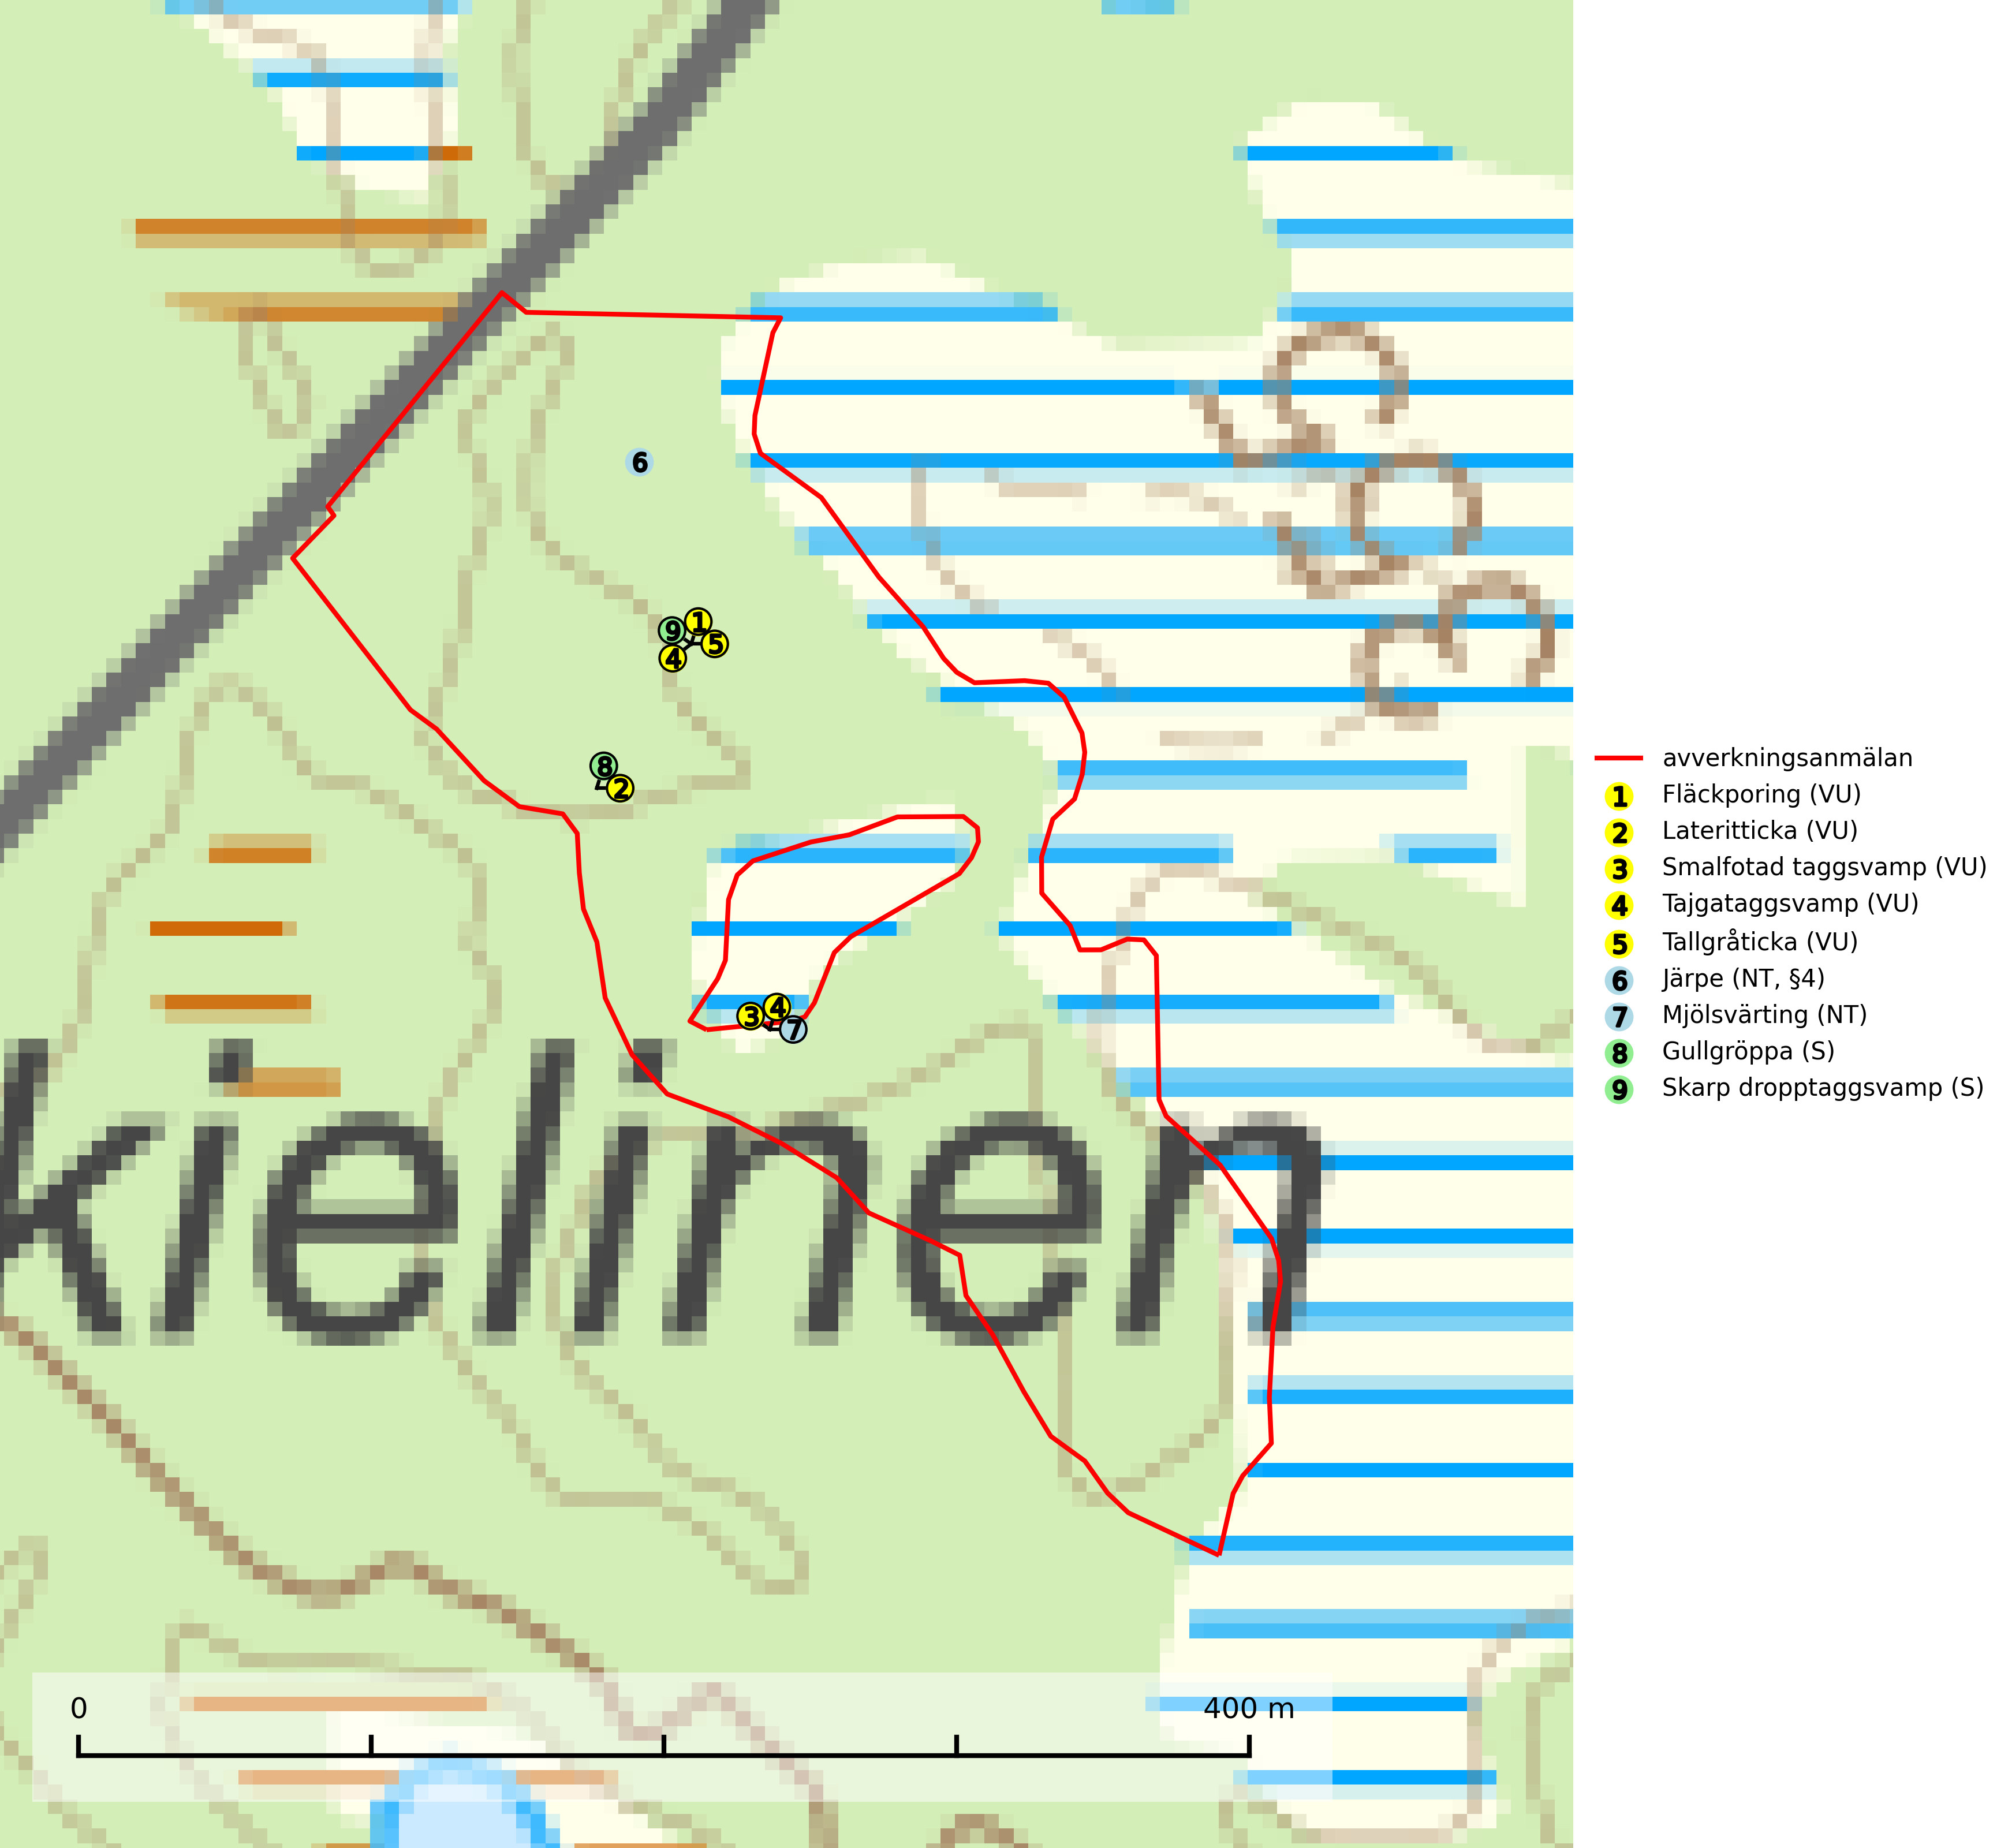 6
1
9
5
4
8
2
4
3
7
kielinen
0
400 m
avverkningsanmälan
1 Fläckporing (VU)
2 Lateritticka (VU)
3 Smalfotad taggsvamp (VU)
4 Tajgataggsvamp (VU)
5 Tallgråticka (VU)
6 Järpe (NT, §4)
7 Mjölsvärting (NT)
8 Gullgröppa (S)
9 Skarp dropptaggsvamp (S)